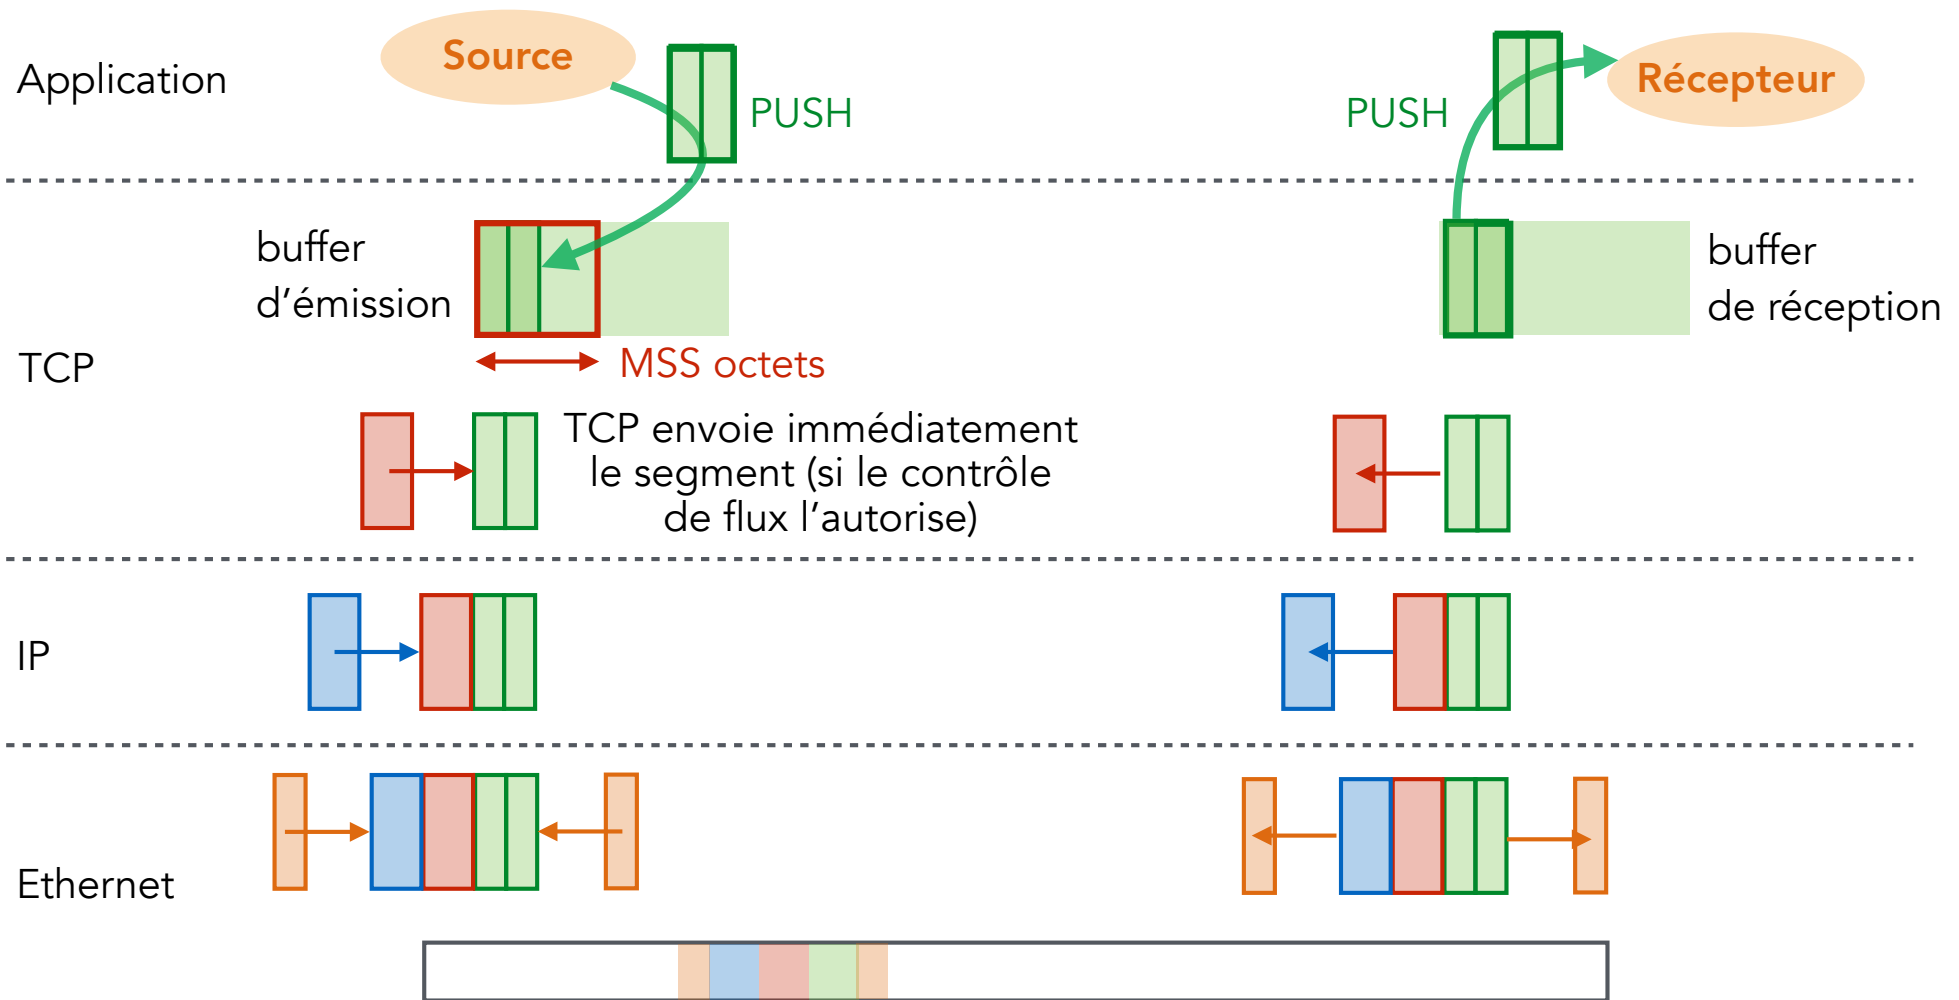 Application
Source
PUSH
PUSH
Récepteur
buffer
d’émission
MSS octets
buffer
de réception
TCP
TCP envoie immédiatement
le segment (si le contrôle
de flux l’autorise)
IP
Ethernet